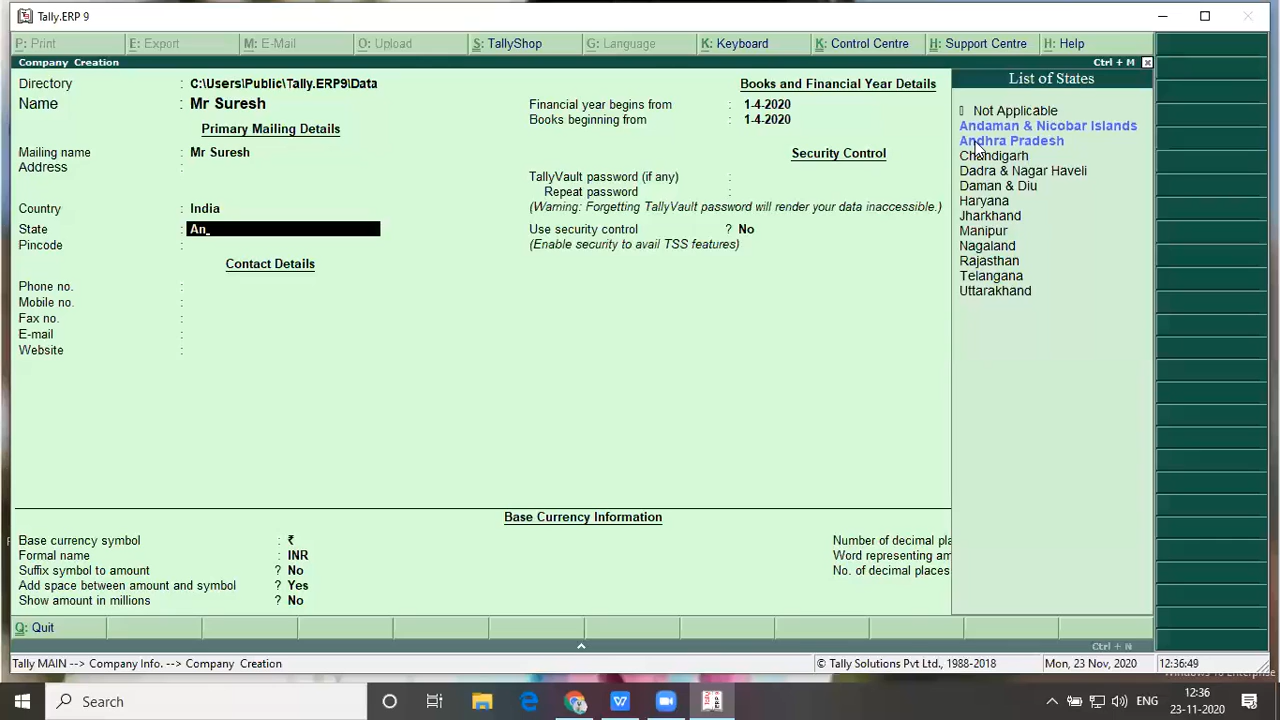 Tally.ERP 9
P: Print E: Export M: E-Mail O: Upload S: TallyShop G: Language K: Keyboard K: Control Centre H: Support Centre H: Help
Company Creation Ctrl + M
Directory : C:\Users\Public\Tally.ERP9\Data
Name : Mr Suresh
Primary Mailing Details
Mailing name : Mr Suresh
Address :
Country : India
State : An
Pincode :
Contact Details
Phone no. :
Mobile no. :
Fax no. :
E-mail :
Website :
Books and Financial Year Details
Financial year begins from : 1-4-2020
Books beginning from : 1-4-2020
Security Control
TallyVault password (if any) :
Repeat password :
(Warning: Forgetting TallyVault password will render your data inaccessible.)
Use security control ? No
(Enable security to avail TSS features)
List of States
Not Applicable
Andaman & Nicobar Islands
Andhra Pradesh
Chandigarh
Dadra & Nagar Haveli
Daman & Diu
Haryana
Jharkhand
Manipur
Nagaland
Rajasthan
Telangana
Uttarakhand
Base Currency Information
Base currency symbol : ₹
Formal name : INR
Suffix symbol to amount ? No
Add space between amount and symbol ? Yes
Show amount in millions ? No
Number of decimal pla
Word representing am
No. of decimal places
Q: Quit
Ctrl + N
Tally MAIN --> Company Info. --> Company Creation © Tally Solutions Pvt Ltd., 1988-2018 Mon, 23 Nov, 2020 12:36:49
Windows 10 Enterprise
Search ENG 12:36
23-11-2020